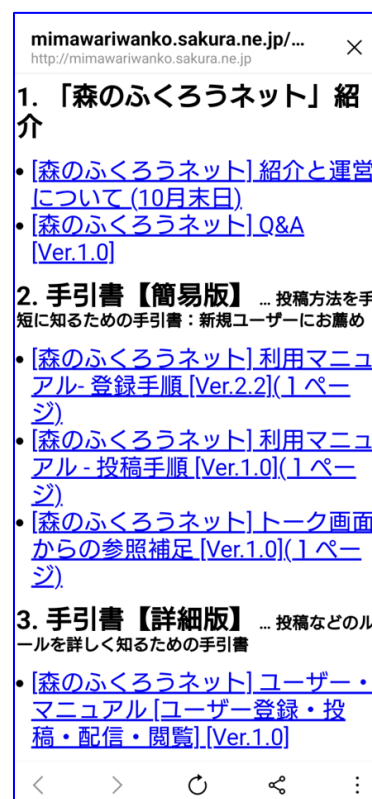 mimawariwanko.sakura.ne.jp/...
http://mimawariwanko.sakura.ne.jp
1. 「森のふくろうネット」紹
介
• [森のふくろうネット] 紹介と運営
について (10月末日)
• [森のふくろうネット] Q&A
[Ver.1.0]
2. 手引書【簡易版】 ... 投稿方法を手
短に知るための手引書：新規ユーザーにお薦め
• [森のふくろうネット] 利用マニュ
アル- 登録手順 [Ver.2.2](１ペー
ジ)
• [森のふくろうネット] 利用マニュ
アル - 投稿手順 [Ver.1.0](１ペー
ジ)
• [森のふくろうネット] トーク画面
からの参照補足 [Ver.1.0](１ペー
ジ)
3. 手引書【詳細版】 ... 投稿などのル
ールを詳しく知るための手引書
• [森のふくろうネット] ユーザー・
マニュアル [ユーザー登録・投
稿・配信・閲覧] [Ver.1.0]